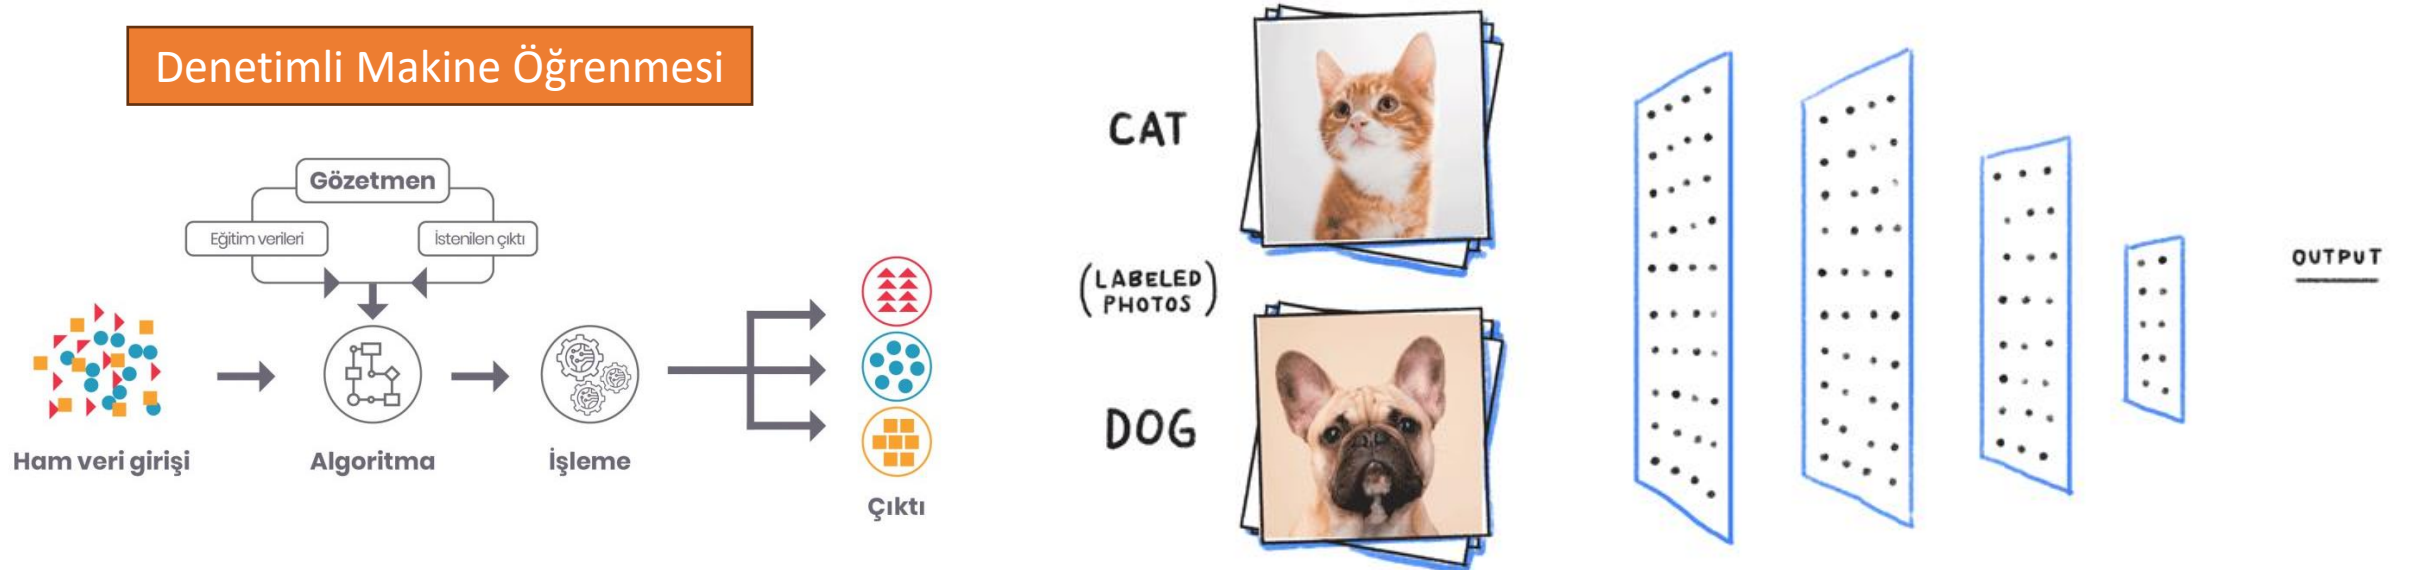 Denetimli Makine Öğrenmesi
Gözetmen
Eğitim verileri
İstenilen çıktı
Ham veri girişi
Algoritma
İşleme
Çıktı
CAT
(LABELED
PHOTOS)
DOG
OUTPUT